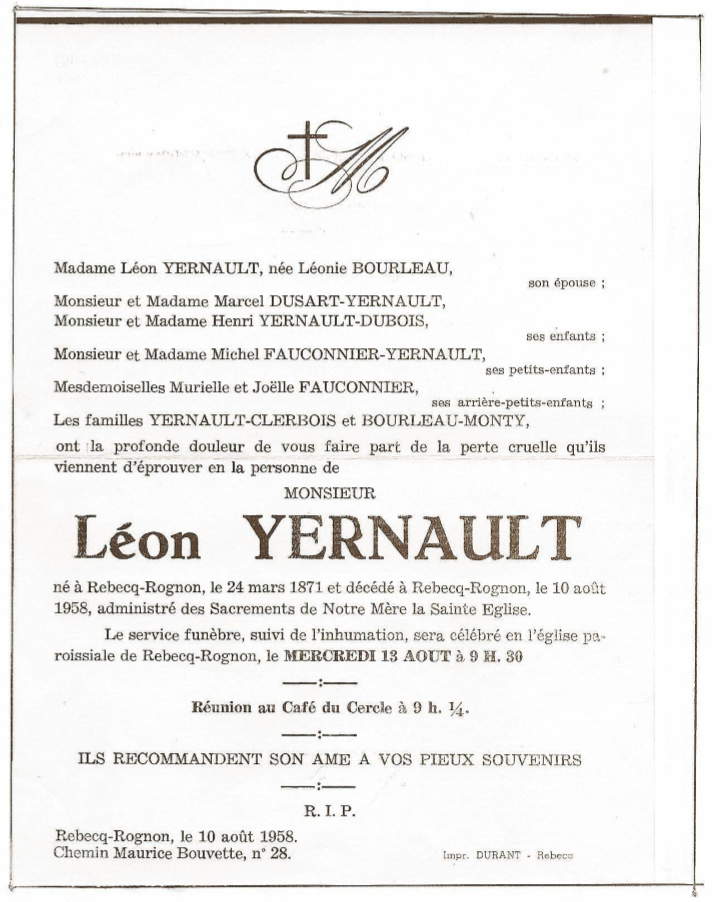 M
Madame Léon YERNAULT, née Léonie BOURLEAU,
son épouse ;
Monsieur et Madame Marcel DUSART-YERNAULT,
Monsieur et Madame Henri YERNAULT-DUBOIS,
ses enfants ;
Monsieur et Madame Michel FAUCONNIER-YERNAULT,
ses petits-enfants ;
Mesdemoiselles Murielle et Joëlle FAUCONNIER,
ses arrière-petits-enfants ;
Les familles YERNAULT-CLERBOIS et BOURLEAU-MONTY,
ont la profonde douleur de vous faire part de la perte cruelle qu'ils
viennent d'éprouver en la personne de
MONSIEUR
Léon YERNAULT
né à Rebecq-Rognon, le 24 mars 1871 et décédé à Rebecq-Rognon, le 10 août
1958, administré des Sacrements de Notre Mère la Sainte Eglise.
Le service funèbre, suivi de l'inhumation, sera célébré en l'église pa-
roissiale de Rebecq-Rognon, le MERCREDI 13 AOUT à 9 H. 30
Réunion au Café du Cercle à 9 h. ¼.
ILS RECOMMANDENT SON AME A VOS PIEUX SOUVENIRS
R. I. P.
Rebecq-Rognon, le 10 août 1958.
Chemin Maurice Bouvette, n° 28.
Impr. DURANT - Rebecq